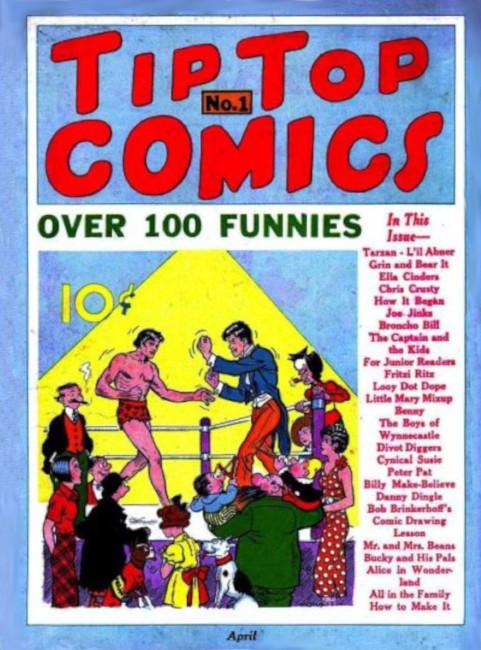 TIP TOP
No.1
COMICS
OVER 100 FUNNIES
10¢
In This
Issue—
Tarzan - L'il Abner
Grin and Bear It
Ella Cinders
Chris Crusty
How It Began
Joe Jinks
Broncho Bill
The Captain and
the Kids
For Junior Readers
Fritzi Ritz
Looy Dot Dope
Little Mary Mixup
Benny
The Boys of
Wynnecastle
Divot Diggers
Cynical Susie
Peter Pat
Billy Make-Believe
Danny Dingle
Bob Brinkerhoff's
Comic Drawing
Lesson
Mr. and Mrs. Beans
Bucky and His Pals
Alice in Wonder-
land
All in the Family
How to Make It
April